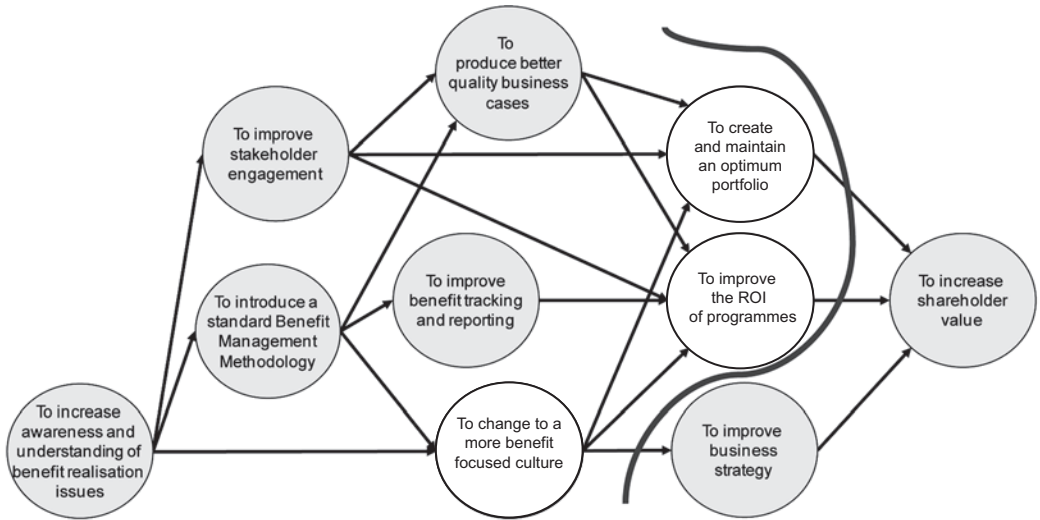 To
produce better
quality business
cases
To improve
stakeholder
engagement
To create
and maintain
an optimum
portfolio
To introduce a
standard Benefit
Management
Methodology
To improve
benefit tracking
and reporting
To improve
the ROI
of programmes
To increase
shareholder
value
To increase
awareness and
understanding of
benefit realisation
issues
To change to a
more benefit
focused culture
To improve
business
strategy